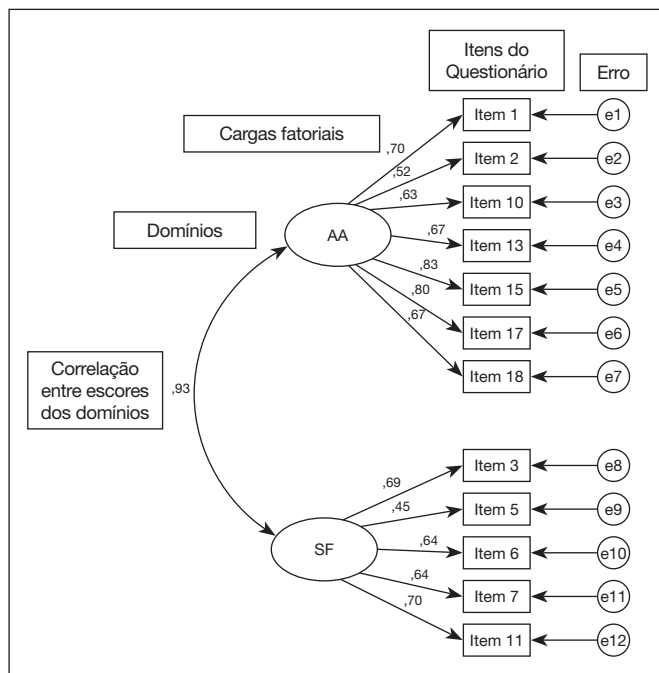 Itens do
Questionário
Erro
Cargas fatoriais
Domínios
Correlação
entre escores
dos domínios
,93
AA
,70
Item 1
e1
,52
Item 2
e2
,63
Item 10
e3
,67
Item 13
e4
,83
Item 15
e5
,80
Item 17
e6
,67
Item 18
e7
SF
,69
Item 3
e8
,45
Item 5
e9
,64
Item 6
e10
,64
Item 7
e11
,70
Item 11
e12